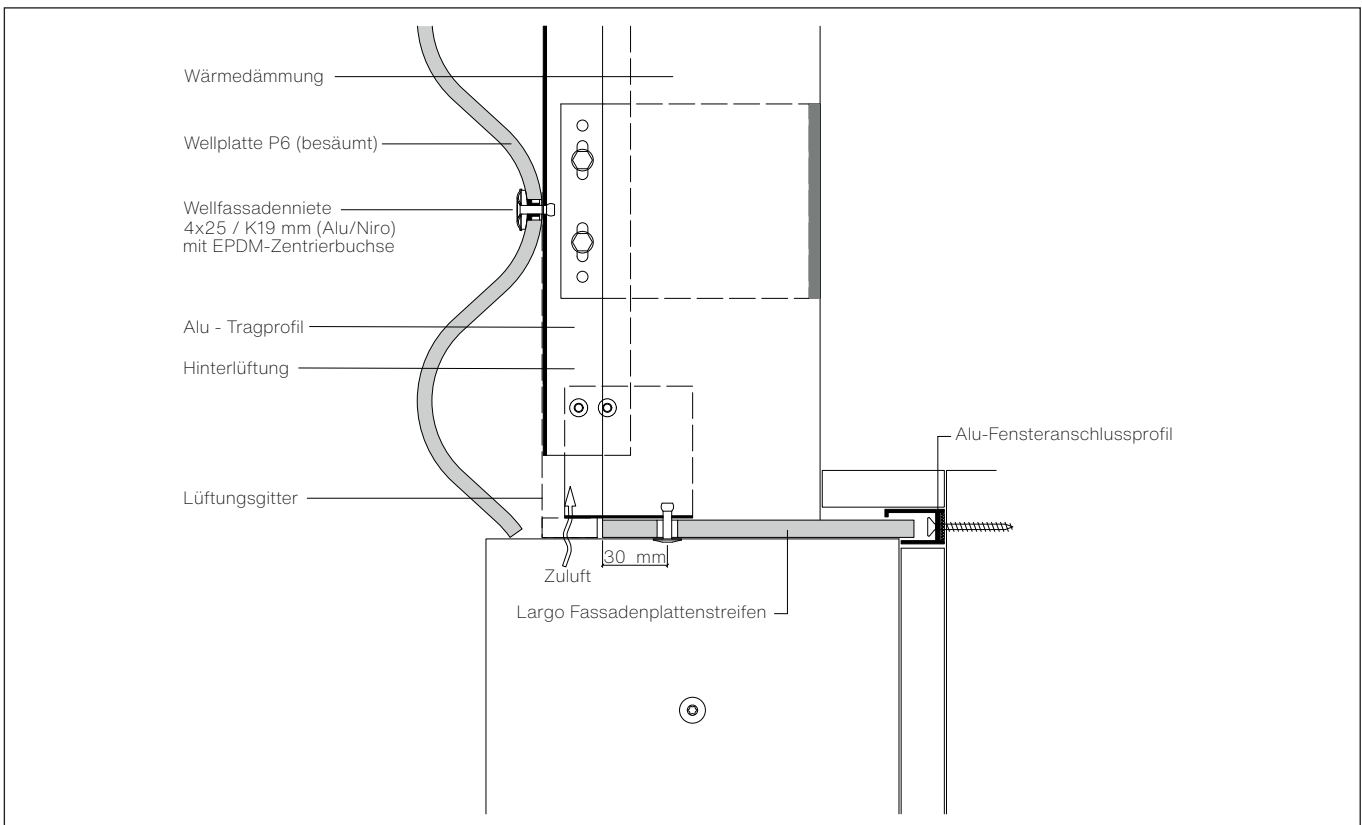 Wärmedämmung
Wellplatte P6 (besäumt)
Wellfassadenniete
4x25 / K19 mm (Alu/Niro)
mit EPDM-Zentrierbuchse
Alu - Tragprofil
Hinterlüftung
Alu-Fensteranschlussprofil
Lüftungsgitter
30 mm
Zuluft
Largo Fassadenplattenstreifen